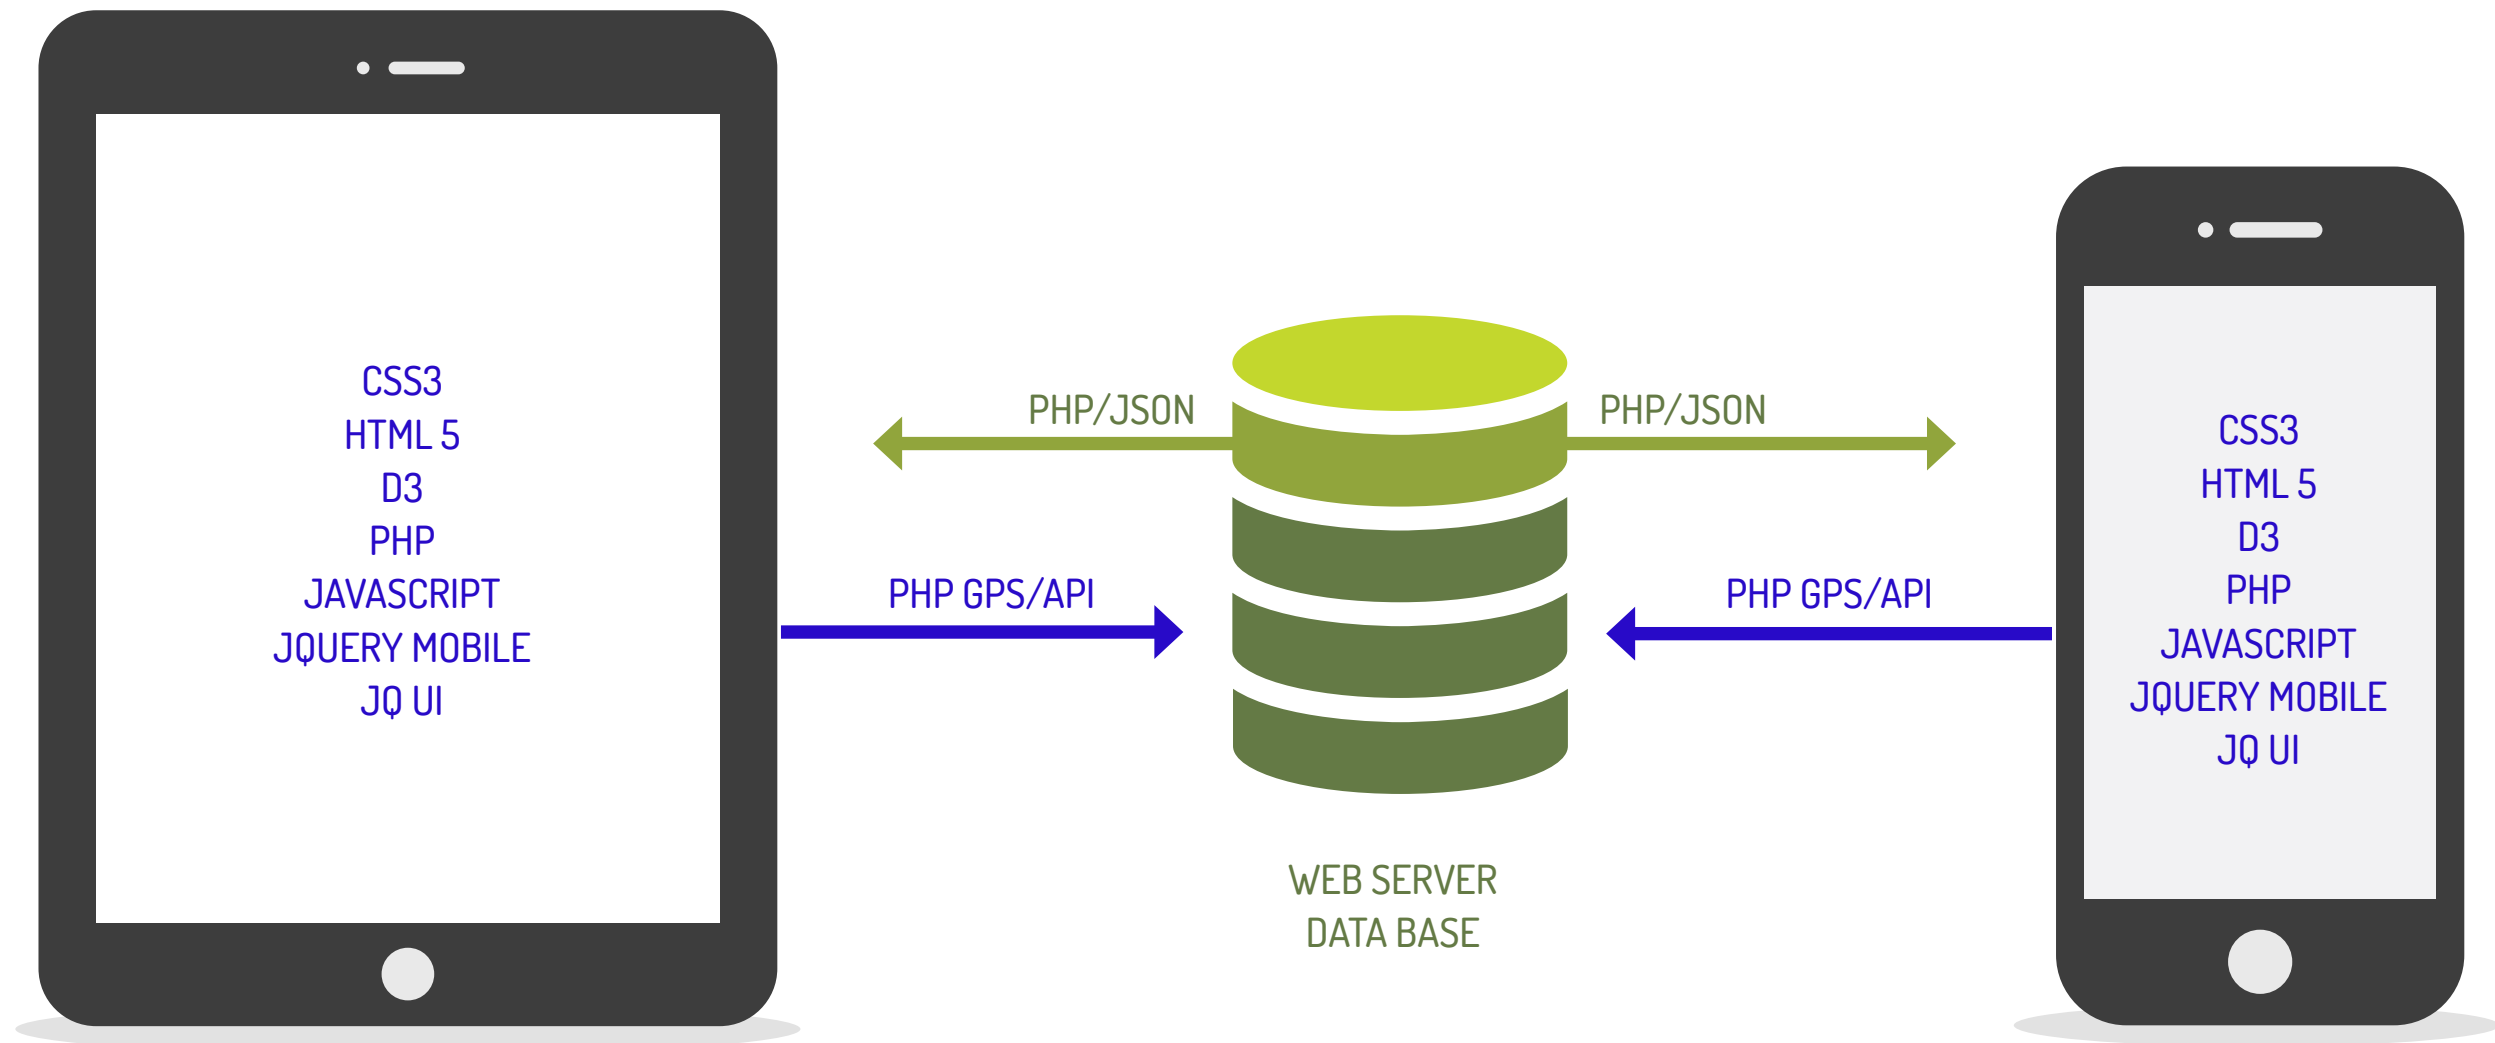 CSS3
HTML 5
D3
PHP
JAVASCRIPT
JQUERY MOBILE
JQ UI
PHP/JSON
PHP GPS/API
PHP/JSON
PHP GPS/API
WEB SERVER
DATA BASE
CSS3
HTML 5
D3
PHP
JAVASCRIPT
JQUERY MOBILE
JQ UI